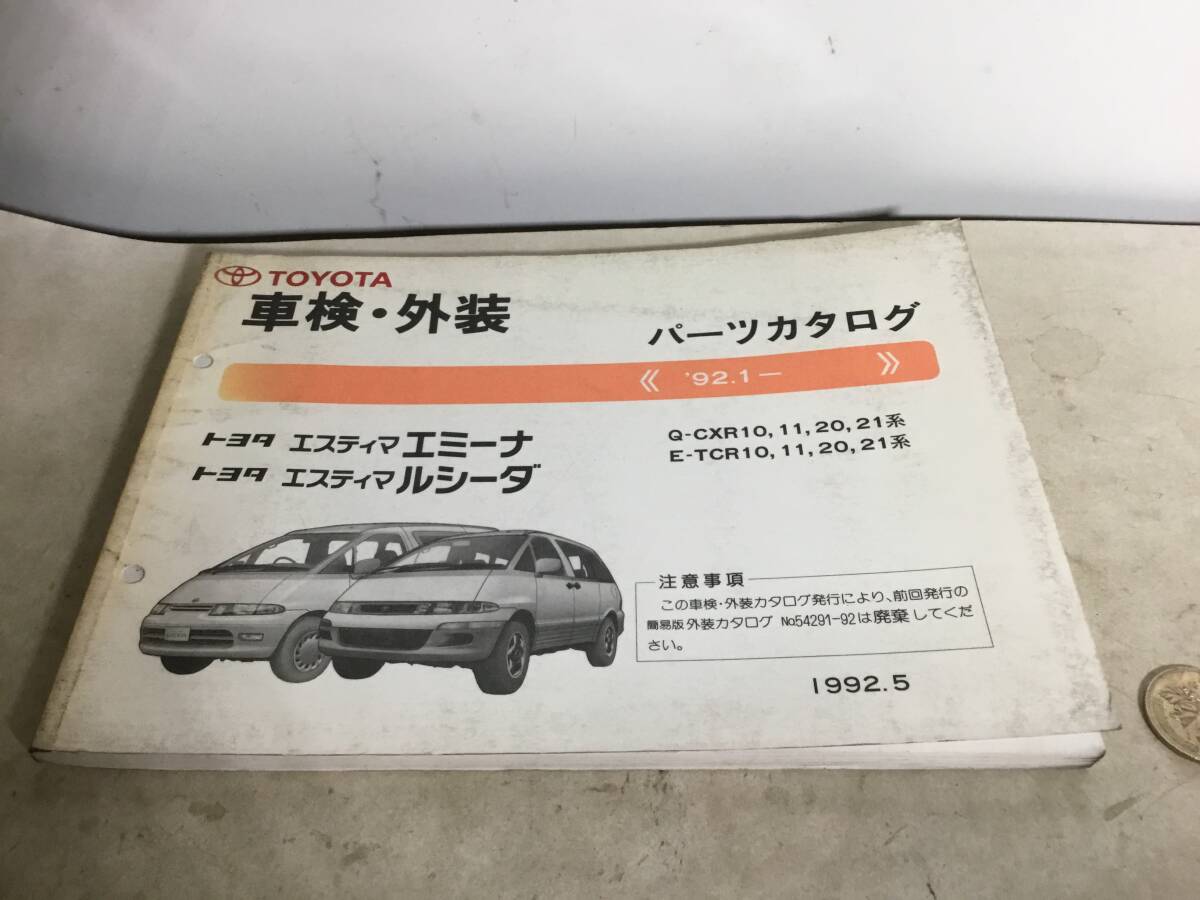 TOYOTA
車検・外装
パーツカタログ
《 '92.1− 》
トヨタ エスティマ エミーナ
トヨタ エスティマ ルシーダ
Q-CXR10, 11, 20, 21系
E-TCR10, 11, 20, 21系
注意事項
この車検・外装カタログ発行により、前回発行の
簡易版 外装カタログ No.54291-92は廃棄してくだ
さい。
1992.5